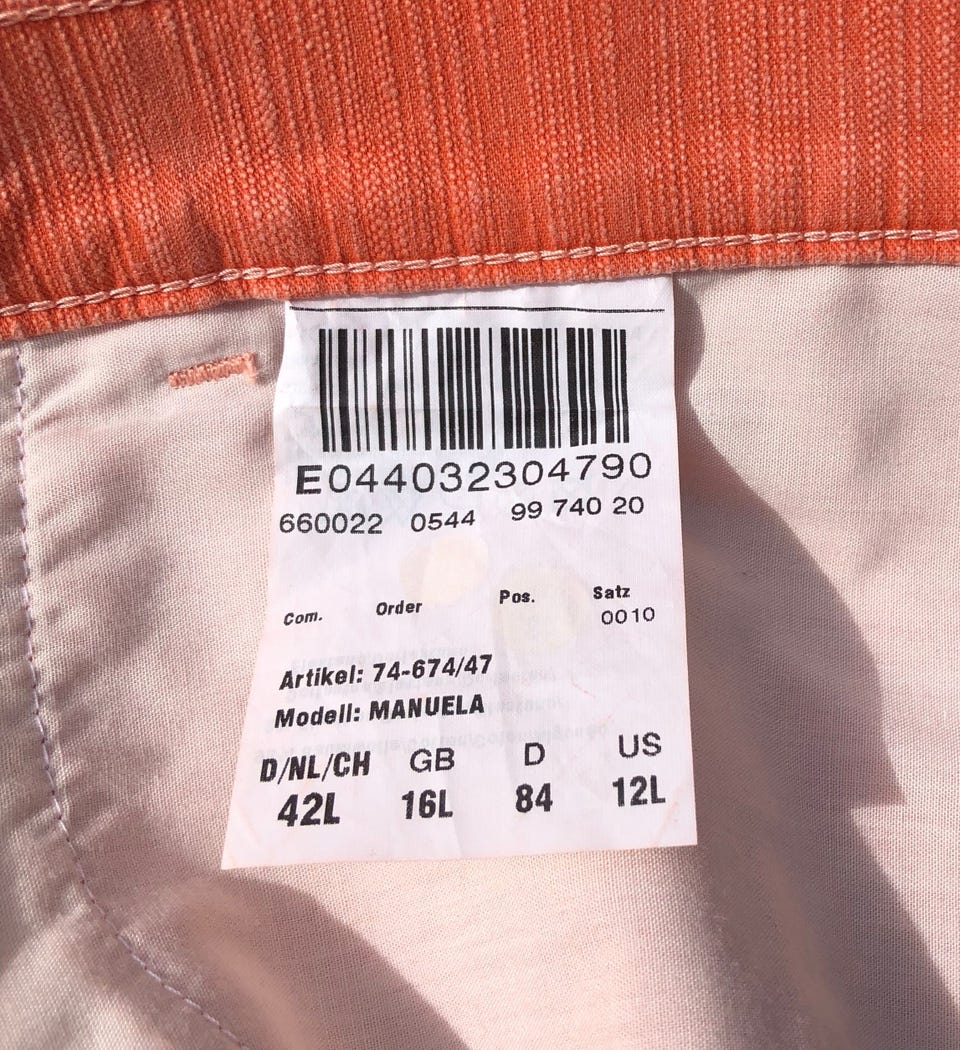 E044032304790
660022 0544 99 740 20
Com. Order Pos. Satz
0010
Artikel: 74-674/47
Modell: MANUELA
D/NL/CH GB D US
42L 16L 84 12L